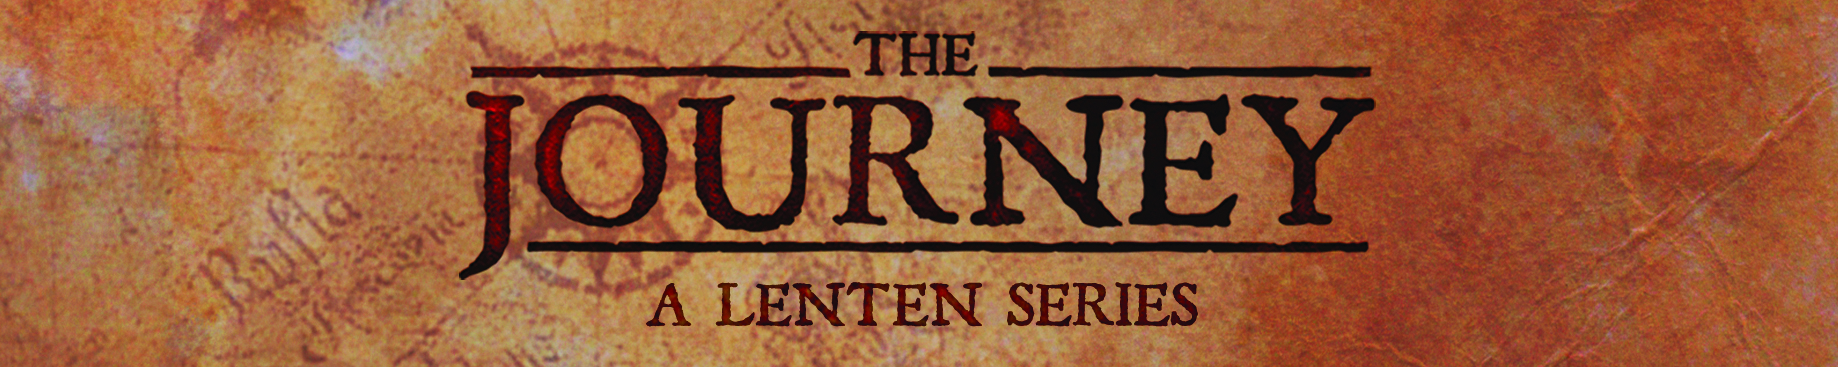 THE
JOURNEY
A LENTEN SERIES